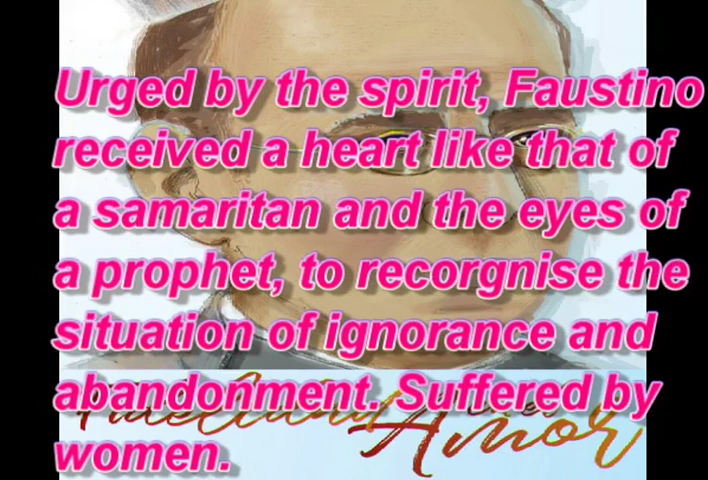 Urged by the spirit, Faustino
received a heart like that of
a samaritan and the eyes of
a prophet, to recorgnise the
situation of ignorance and
abandonment. Suffered by
women.
Amor